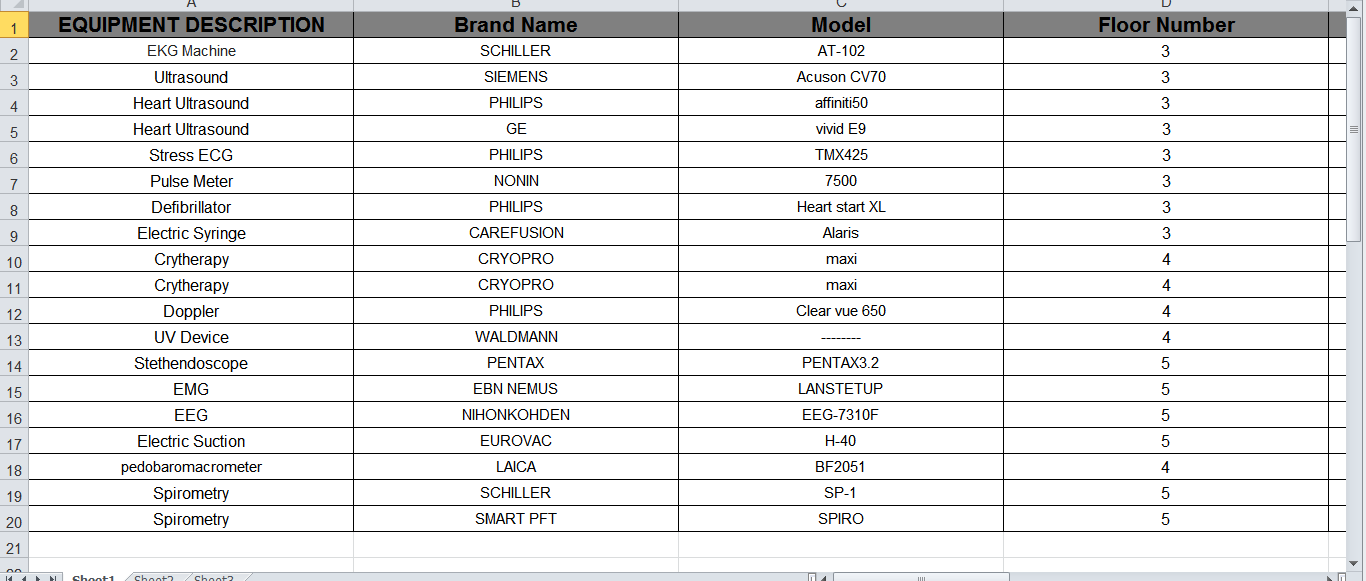 A B C D
1 EQUIPMENT DESCRIPTION Brand Name Model Floor Number
2 EKG Machine SCHILLER AT-102 3
3 Ultrasound SIEMENS Acuson CV70 3
4 Heart Ultrasound PHILIPS affiniti50 3
5 Heart Ultrasound GE vivid E9 3
6 Stress ECG PHILIPS TMX425 3
7 Pulse Meter NONIN 7500 3
8 Defibrillator PHILIPS Heart start XL 3
9 Electric Syringe CAREFUSION Alaris 3
10 Crytherapy CRYOPRO maxi 4
11 Crytherapy CRYOPRO maxi 4
12 Doppler PHILIPS Clear vue 650 4
13 UV Device WALDMANN -------- 4
14 Stethendoscope PENTAX PENTAX3.2 5
15 EMG EBN NEMUS LANSTETUP 5
16 EEG NIHONKOHDEN EEG-7310F 5
17 Electric Suction EUROVAC H-40 5
18 pedobaromacrometer LAICA BF2051 4
19 Spirometry SCHILLER SP-1 5
20 Spirometry SMART PFT SPIRO 5
21
22
Sheet1 Sheet2 Sheet3